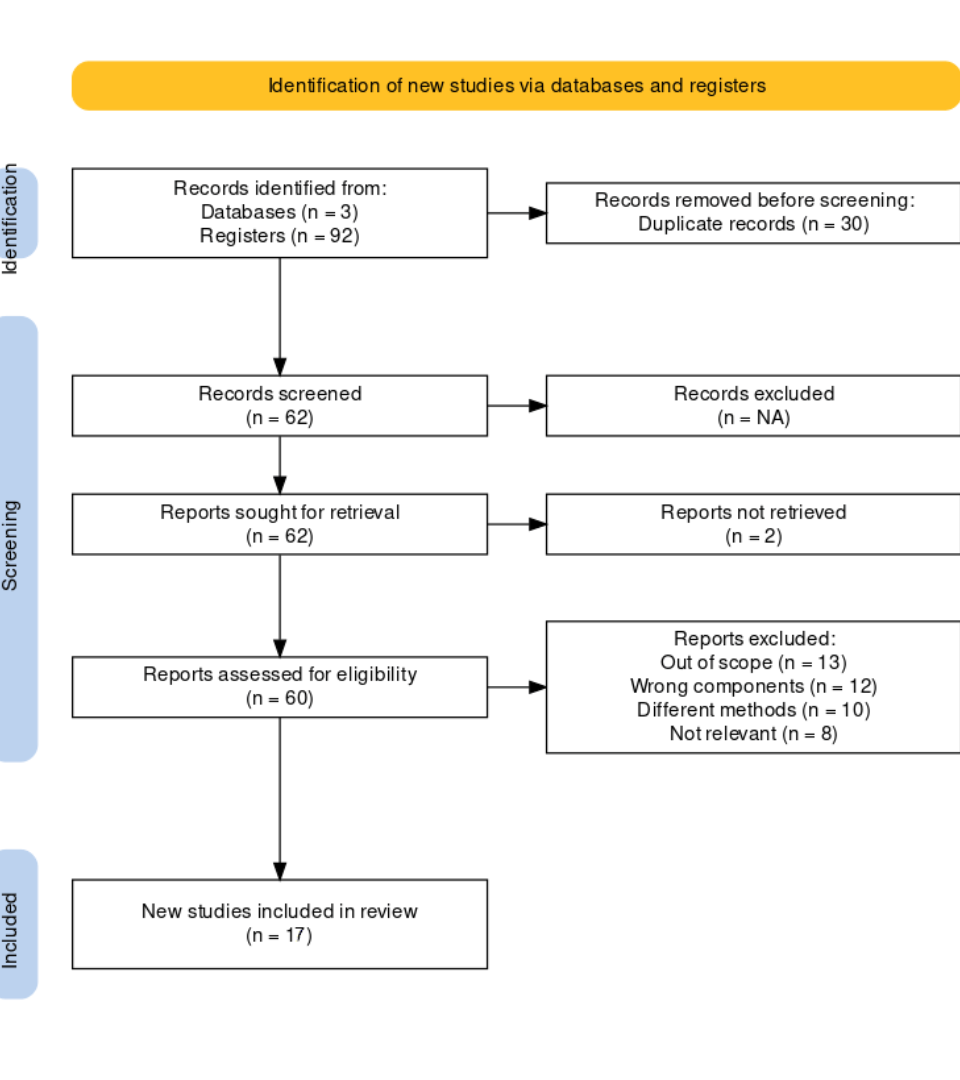 Identification of new studies via databases and registers
Identification
Records identified from:
Databases (n = 3)
Registers (n = 92)
Records removed before screening:
Duplicate records (n = 30)
Screening
Records screened
(n = 62)
Records excluded
(n = NA)
Reports sought for retrieval
(n = 62)
Reports not retrieved
(n = 2)
Reports assessed for eligibility
(n = 60)
Reports excluded:
Out of scope (n = 13)
Wrong components (n = 12)
Different methods (n = 10)
Not relevant (n = 8)
Included
New studies included in review
(n = 17)